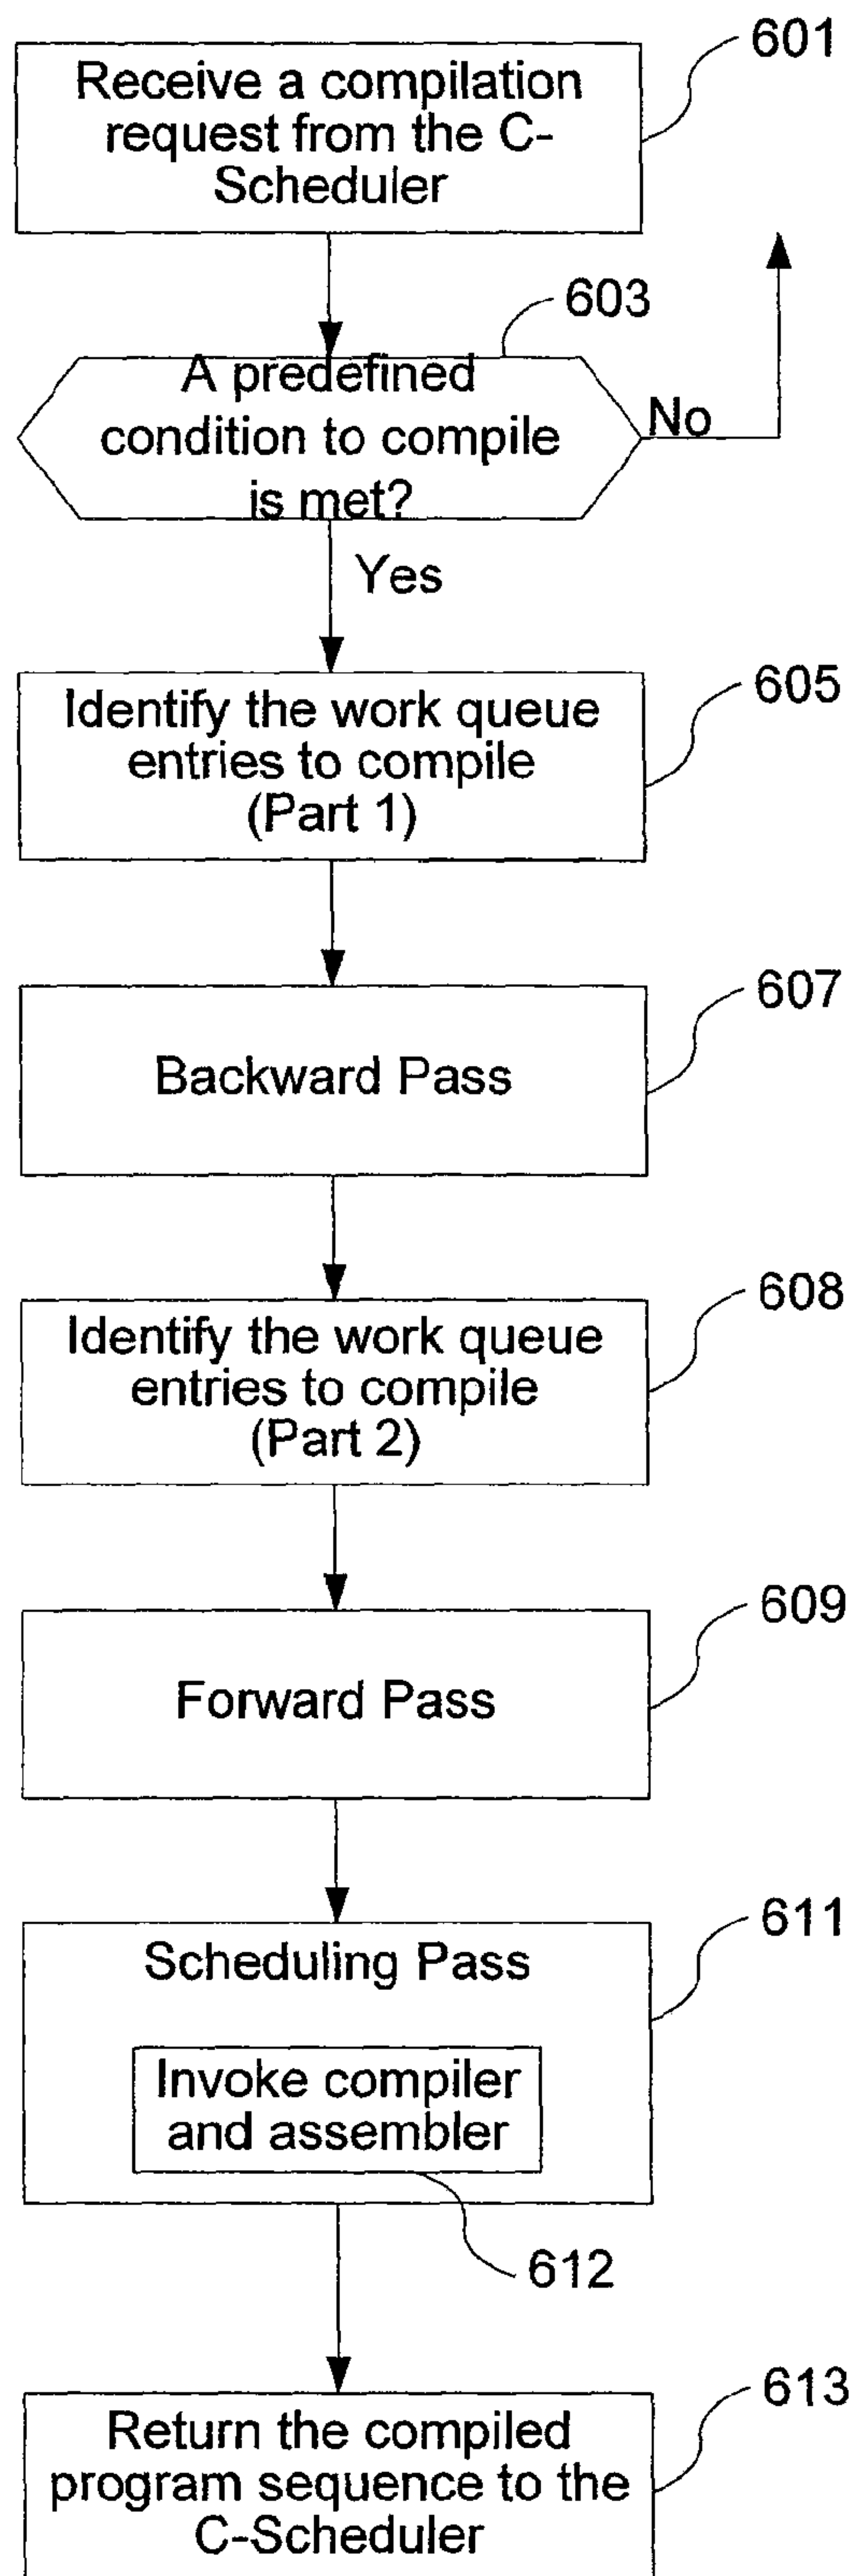 601
Receive a compilation
request from the C-
Scheduler
603
A predefined
condition to compile
is met?
No
Yes
605
Identify the work queue
entries to compile
(Part 1)
607
Backward Pass
608
Identify the work queue
entries to compile
(Part 2)
609
Forward Pass
611
Scheduling Pass
Invoke compiler
and assembler
612
613
Return the compiled
program sequence to the
C-Scheduler